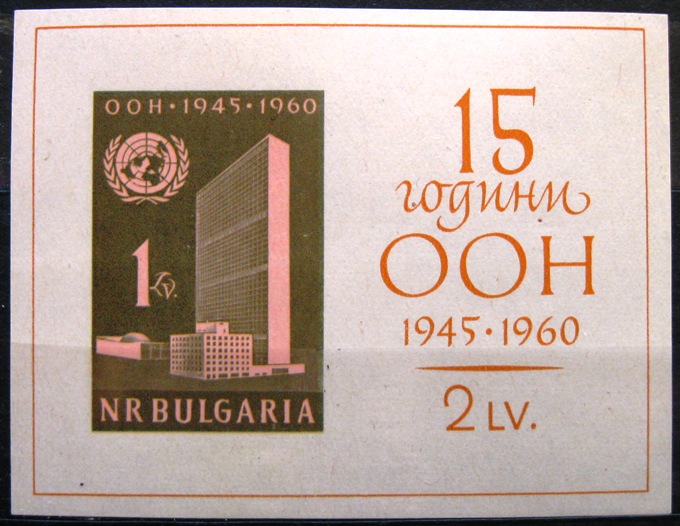 ООН · 1945 · 1960
1 Lv.
NR BULGARIA
15
години
ООН
1945 · 1960
2 LV.